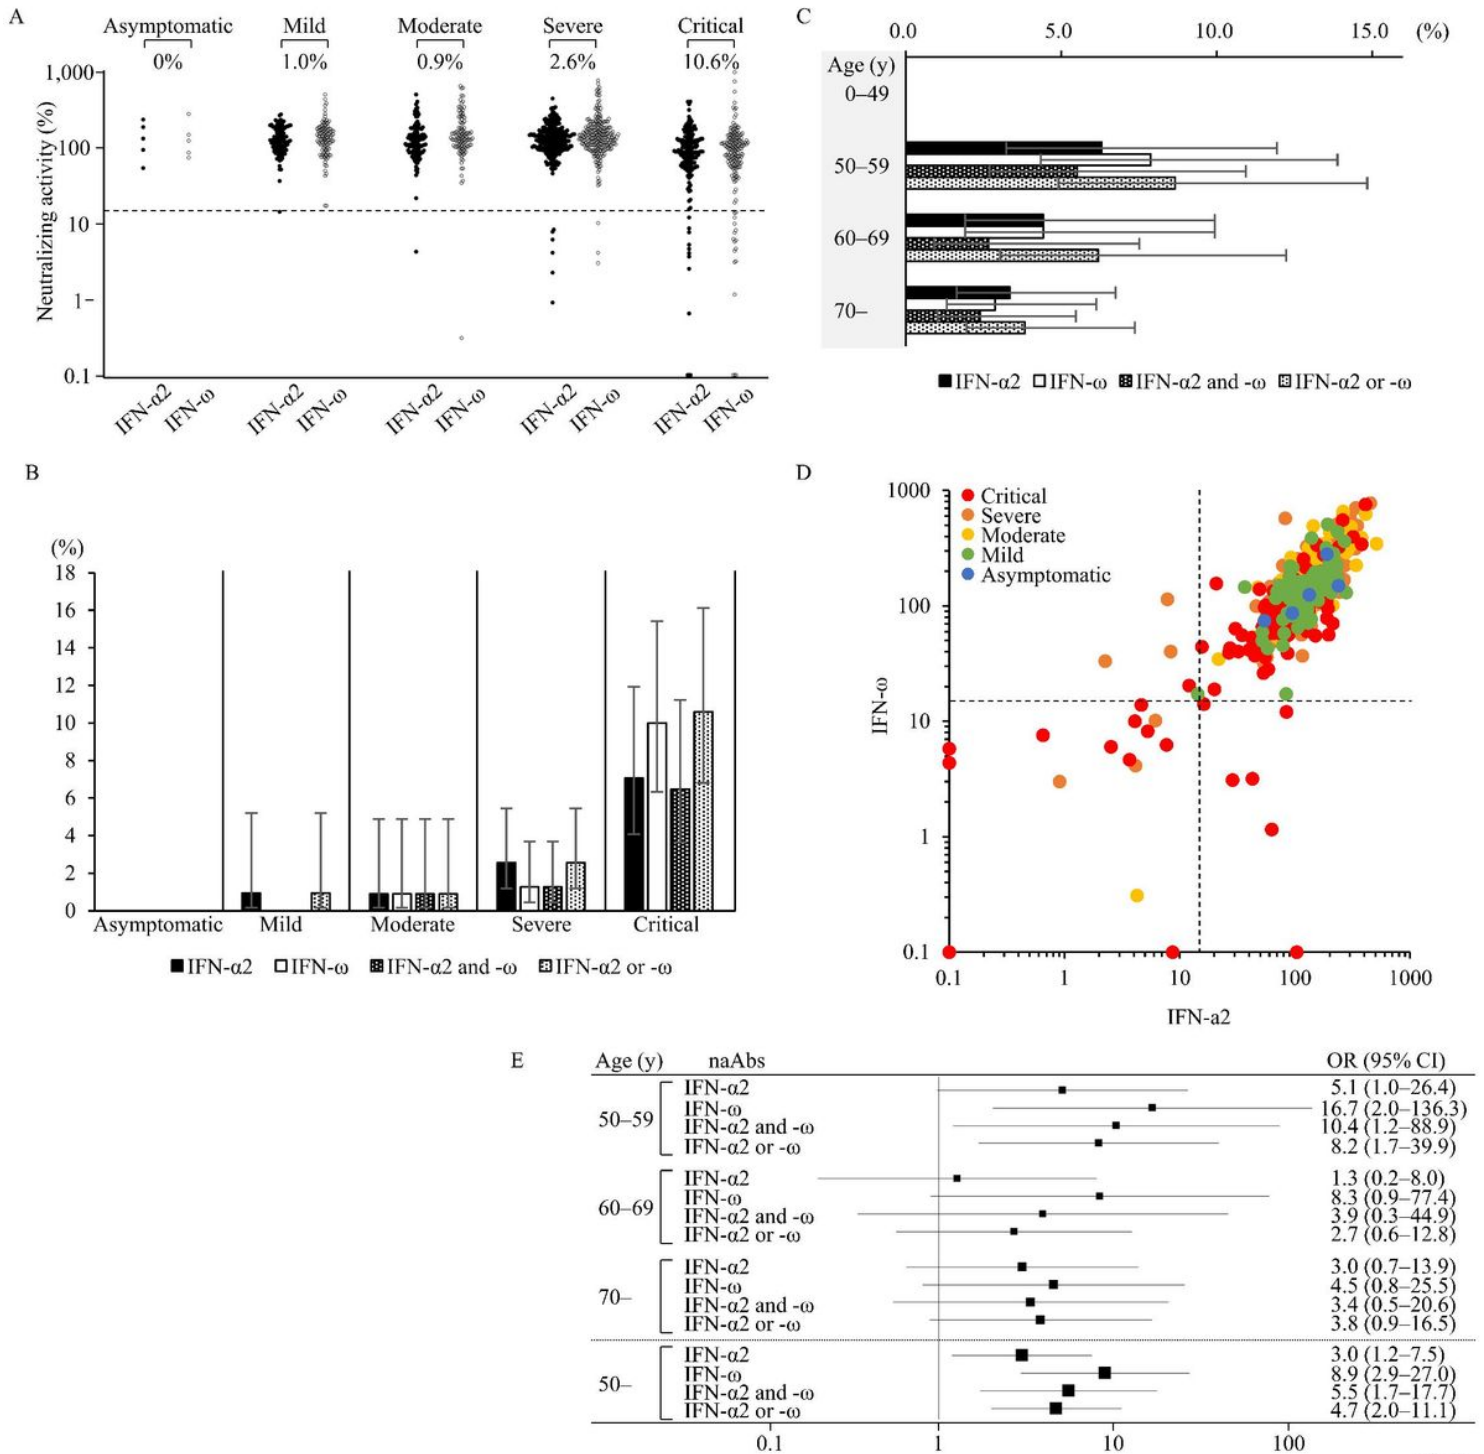 A
Asymptomatic Mild Moderate Severe Critical
0% 1.0% 0.9% 2.6% 10.6%
Neutralizing activity (%)
1,000
100
10
1
0.1
IFN-α2 IFN-ω IFN-α2 IFN-ω IFN-α2 IFN-ω IFN-α2 IFN-ω IFN-α2 IFN-ω
B
(%)
18
16
14
12
10
8
6
4
2
0
Asymptomatic Mild Moderate Severe Critical
IFN-α2 IFN-ω IFN-α2 and -ω IFN-α2 or -ω
C
0.0 5.0 10.0 15.0 (%)
Age (y)
0–49
50–59
60–69
70–
IFN-α2 IFN-ω IFN-α2 and -ω IFN-α2 or -ω
D
1000
100
10
1
0.1
IFN-ω
Critical
Severe
Moderate
Mild
Asymptomatic
0.1 1 10 100 1000
IFN-a2
E
Age (y) naAbs OR (95% CI)
50–59
IFN-α2 5.1 (1.0–26.4)
IFN-ω 16.7 (2.0–136.3)
IFN-α2 and -ω 10.4 (1.2–88.9)
IFN-α2 or -ω 8.2 (1.7–39.9)
60–69
IFN-α2 1.3 (0.2–8.0)
IFN-ω 8.3 (0.9–77.4)
IFN-α2 and -ω 3.9 (0.3–44.9)
IFN-α2 or -ω 2.7 (0.6–12.8)
70–
IFN-α2 3.0 (0.7–13.9)
IFN-ω 4.5 (0.8–25.5)
IFN-α2 and -ω 3.4 (0.5–20.6)
IFN-α2 or -ω 3.8 (0.9–16.5)
50–
IFN-α2 3.0 (1.2–7.5)
IFN-ω 8.9 (2.9–27.0)
IFN-α2 and -ω 5.5 (1.7–17.7)
IFN-α2 or -ω 4.7 (2.0–11.1)
0.1 1 10 100